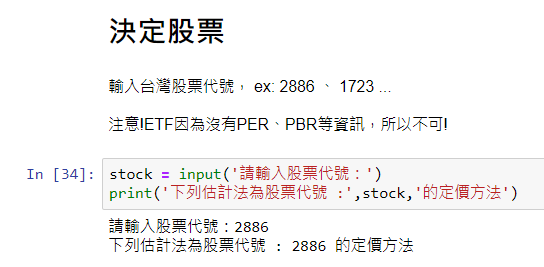 決定股票
輸入台灣股票代號， ex: 2886 、 1723 ...
注意!ETF因為沒有PER、PBR等資訊，所以不可!
In [34]: stock = input('請輸入股票代號：')
print('下列估計法為股票代號 :',stock,'的定價方法')
請輸入股票代號：2886
下列估計法為股票代號 : 2886 的定價方法